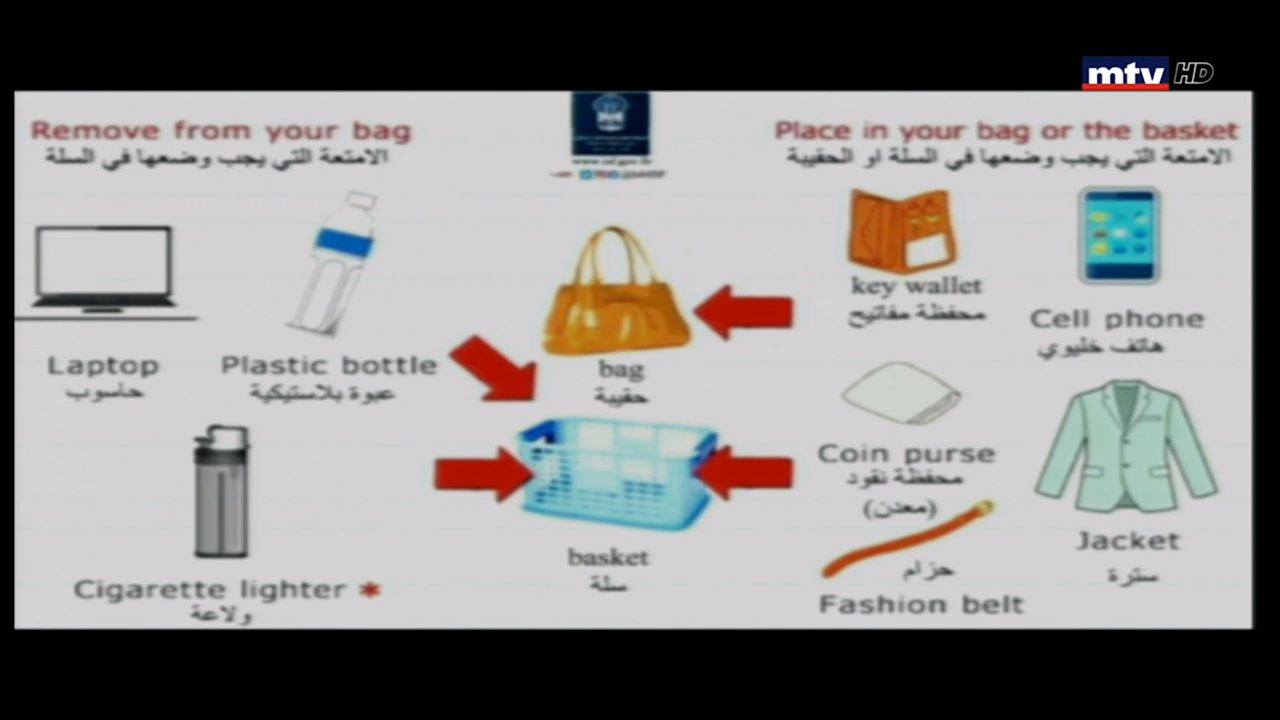 mtv HD
Remove from your bag
الامتعة التي يجب وضعها في السلة
Place in your bag or the basket
الامتعة التي يجب وضعها في السلة او الحقيبة
Laptop
حاسوب
Plastic bottle
عبوة بلاستيكية
Cigarette lighter *
ولاعة
bag
حقيبة
basket
سلة
key wallet
محفظة مفاتيح
Cell phone
هاتف خليوي
Coin purse
محفظة نقود
(معدن)
Jacket
سترة
حزام
Fashion belt